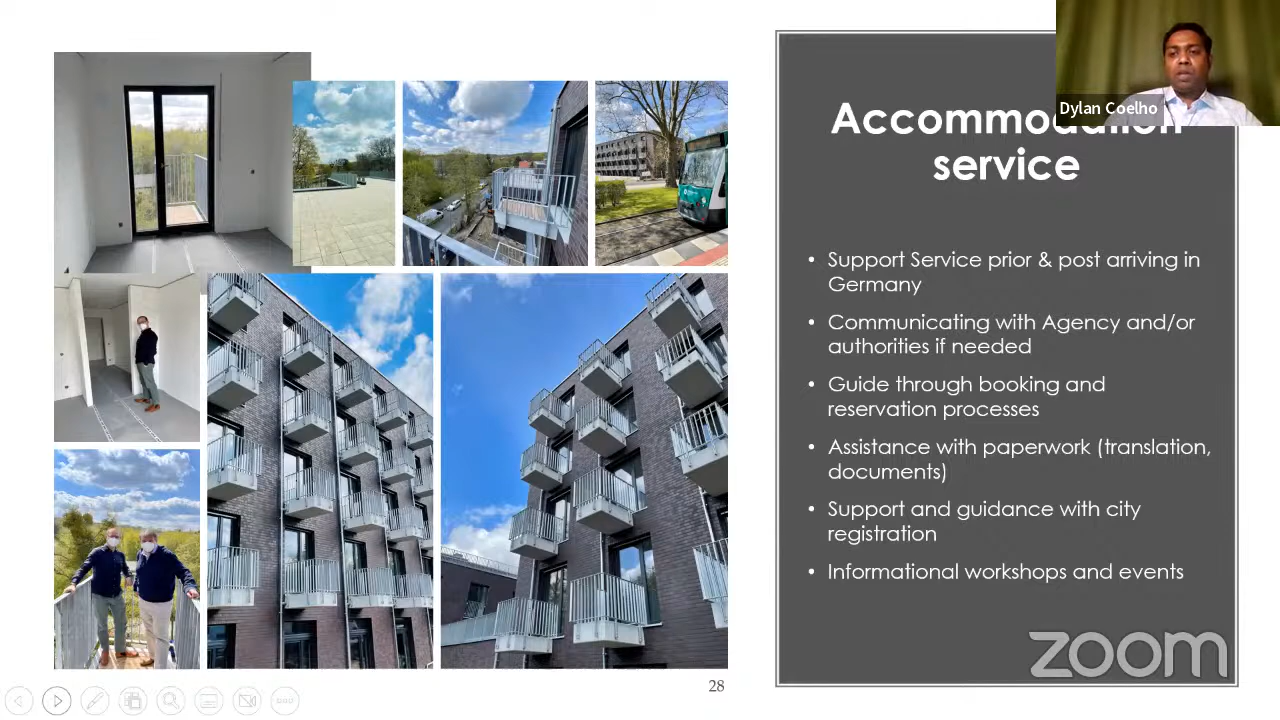 Dylan Coelho
Accommodation
service
• Support Service prior & post arriving in
Germany
• Communicating with Agency and/or
authorities if needed
• Guide through booking and
reservation processes
• Assistance with paperwork (translation,
documents)
• Support and guidance with city
registration
• Informational workshops and events
zoom
28